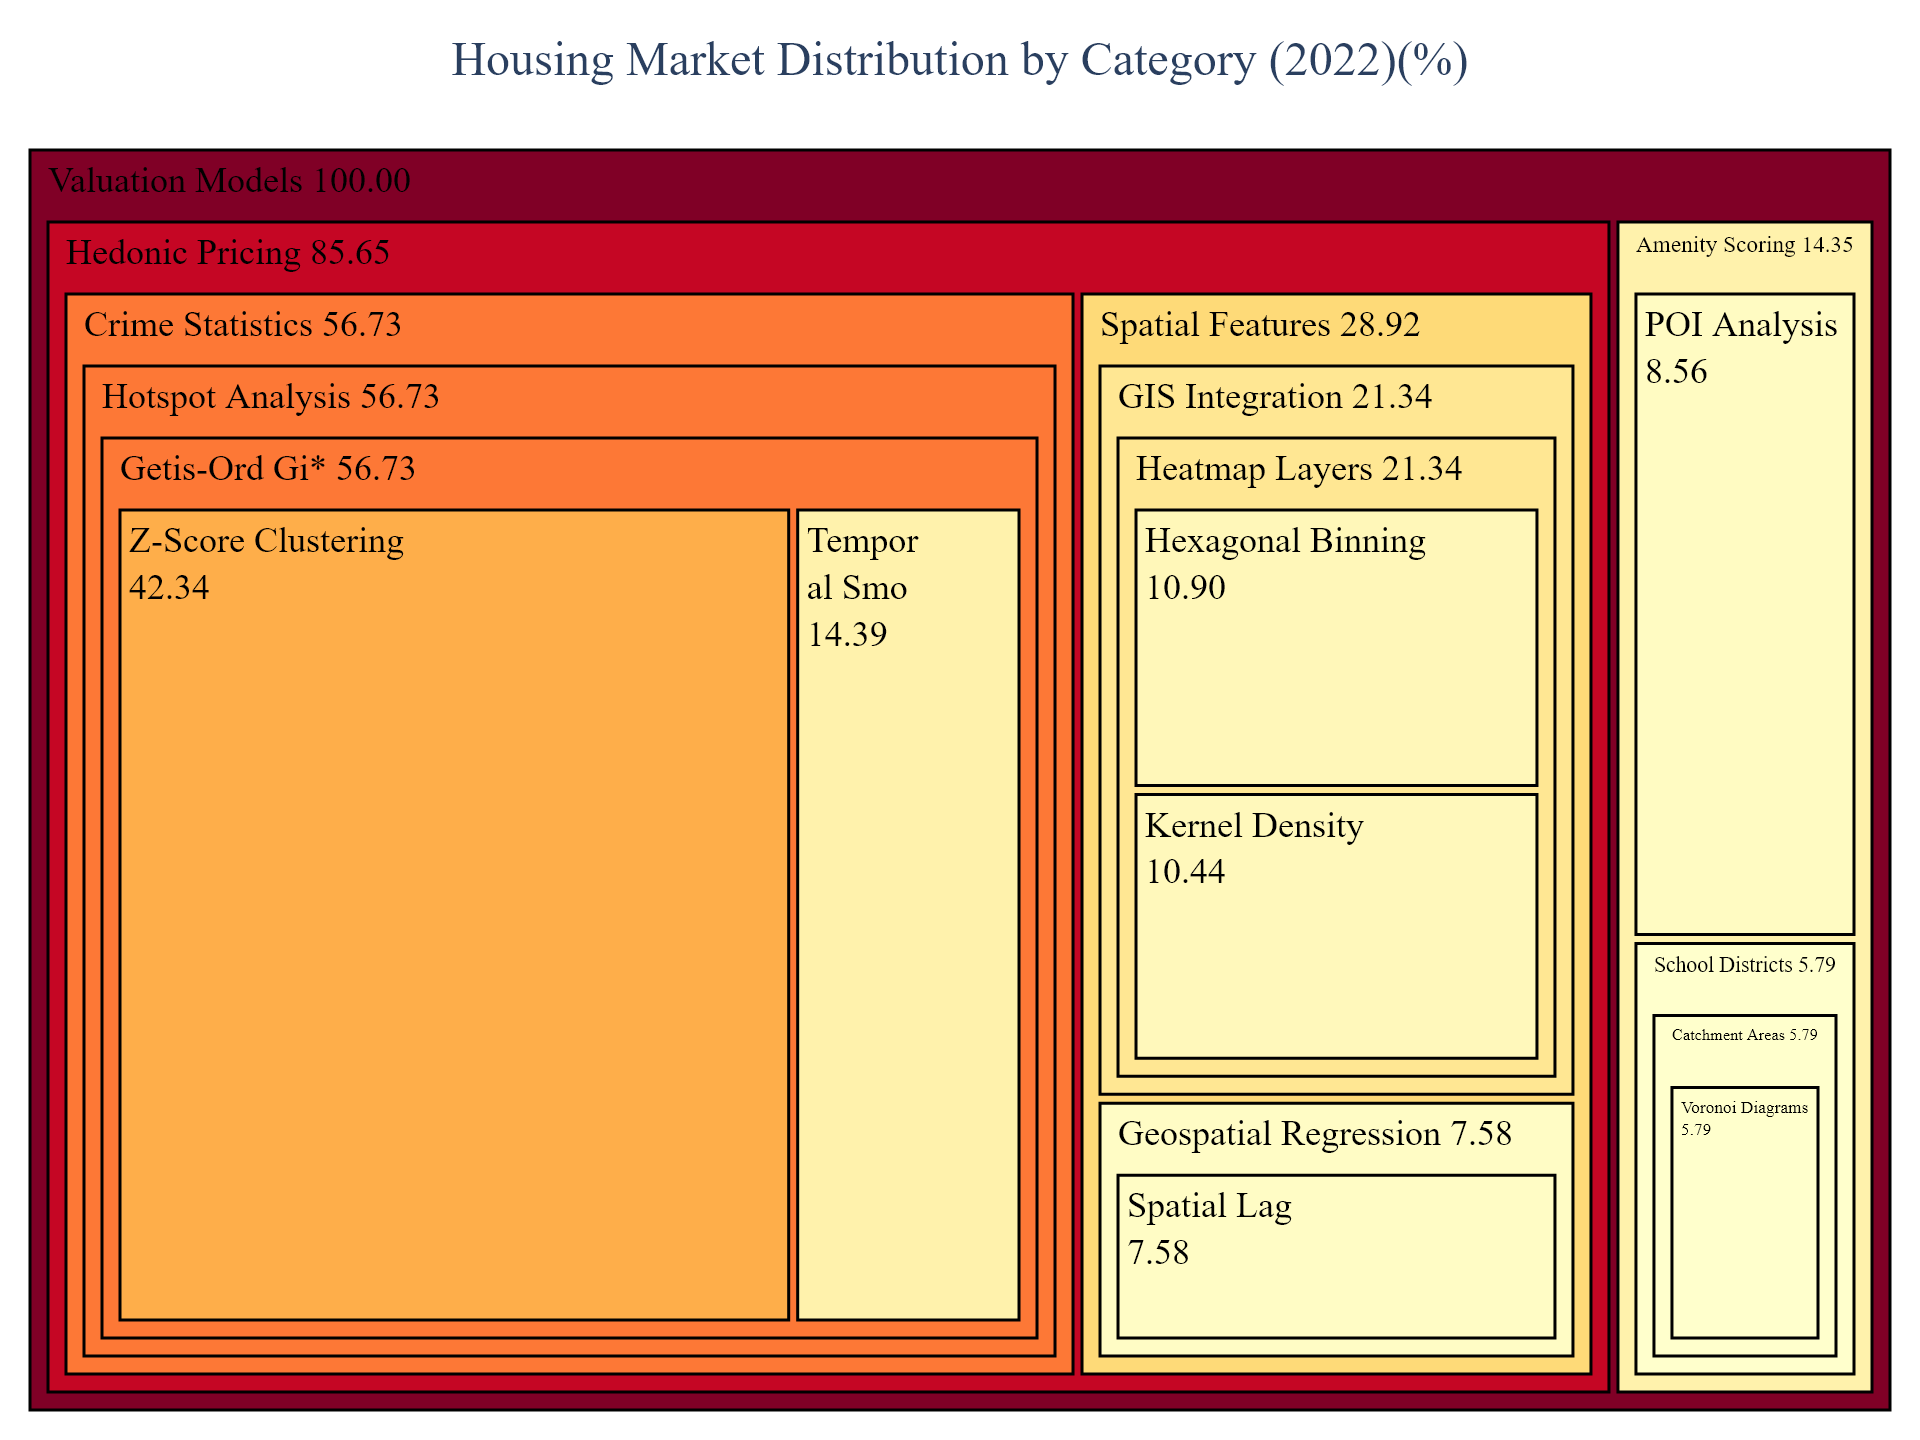 Housing Market Distribution by Category (2022)(%)
Valuation Models 100.00
Hedonic Pricing 85.65
Crime Statistics 56.73
Hotspot Analysis 56.73
Getis-Ord Gi* 56.73
Z-Score Clustering
42.34
Tempor
al Smo
14.39
Spatial Features 28.92
GIS Integration 21.34
Heatmap Layers 21.34
Hexagonal Binning
10.90
Kernel Density
10.44
Geospatial Regression 7.58
Spatial Lag
7.58
Amenity Scoring 14.35
POI Analysis
8.56
School Districts 5.79
Catchment Areas 5.79
Voronoi Diagrams
5.79